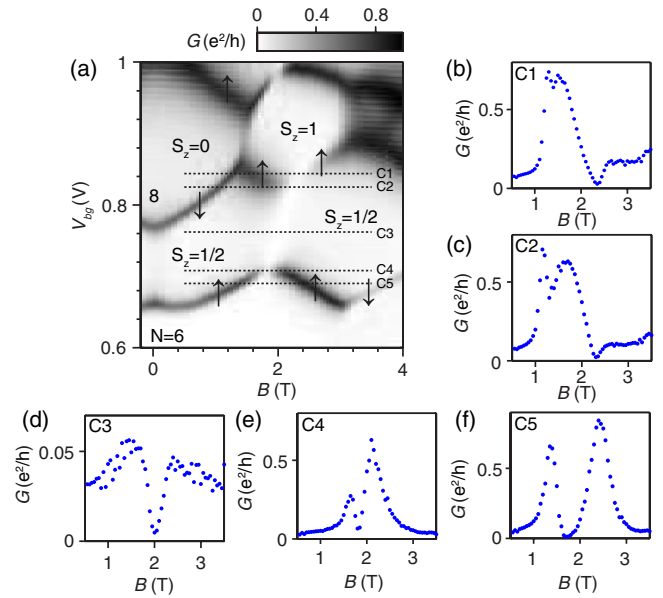 0 0.4 0.8
G (e²/h)
(a)
1
0.8
0.6
V_bg (V)
S_z=0
S_z=1
8
C1
C2
S_z=1/2
C3
S_z=1/2
C4
C5
N=6
0 2 4
B (T)
(b)
C1
0.5
0
G (e²/h)
1 2 3
B (T)
(c)
C2
0.5
0
G (e²/h)
1 2 3
B (T)
(d)
C3
0.05
0
G (e²/h)
1 2 3
B (T)
(e)
C4
0.5
0
G (e²/h)
1 2 3
B (T)
(f)
C5
0.5
0
G (e²/h)
1 2 3
B (T)